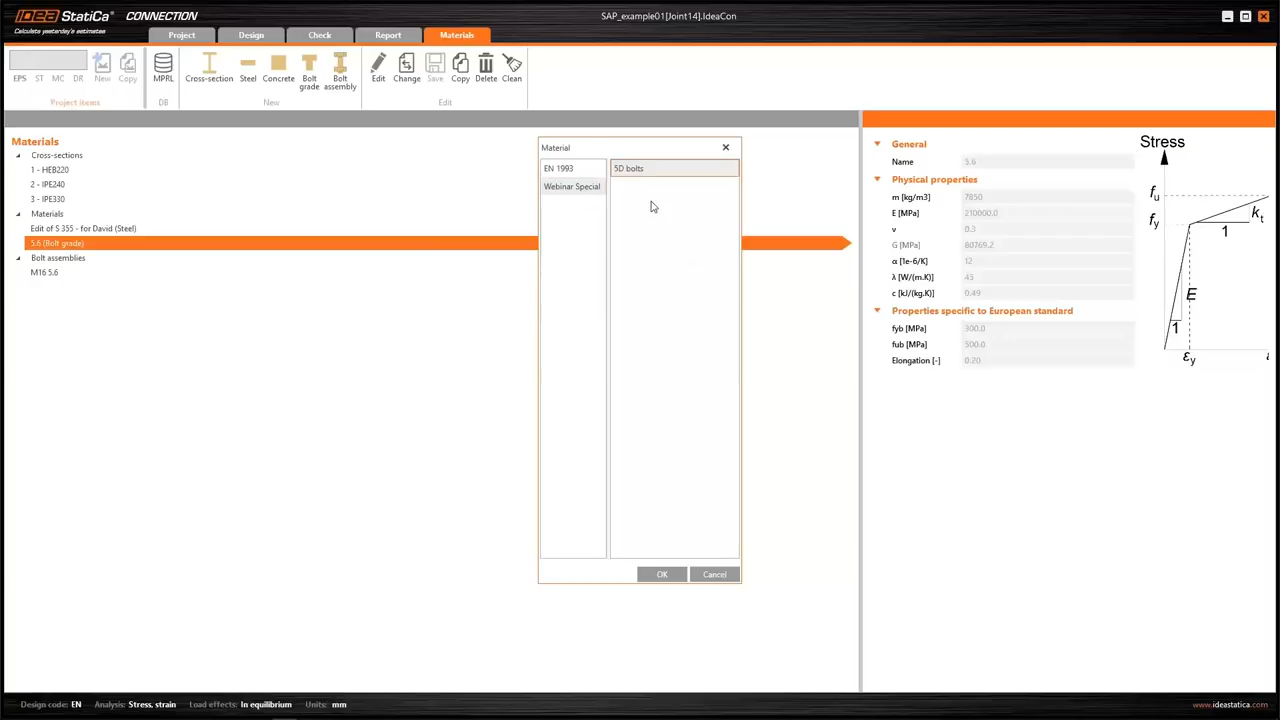 IDEA StatiCa® CONNECTION
Calculate yesterday's estimates
SAP_example01[Joint14].IdeaCon
Project Design Check Report Materials
EPS ST MC DR New Copy
Project items
MPRL
DB
Cross-section Steel Concrete Bolt grade Bolt assembly
New
Edit Change Save Copy Delete Clean
Edit
Materials
Cross-sections
1 - HEB220
2 - IPE240
3 - IPE330
Materials
Edit of S 355 - for David (Steel)
5.6 (Bolt grade)
Bolt assemblies
M16 5.6
Material
EN 1993
Webinar Special
5D bolts
OK Cancel
General
Name 5.6
Physical properties
m [kg/m3] 7850
E [MPa] 210000.0
ν 0.3
G [MPa] 80769.2
α [1e-6/K] 12
λ [W/(m.K)] 45
c [kJ/(kg.K)] 0.49
Properties specific to European standard
fyb [MPa] 300.0
fub [MPa] 500.0
Elongation [-] 0.20
Stress
fu
fy
kt
1
E
1
εy
Design code: EN Analysis: Stress, strain Load effects: In equilibrium Units: mm
www.ideastatica.com